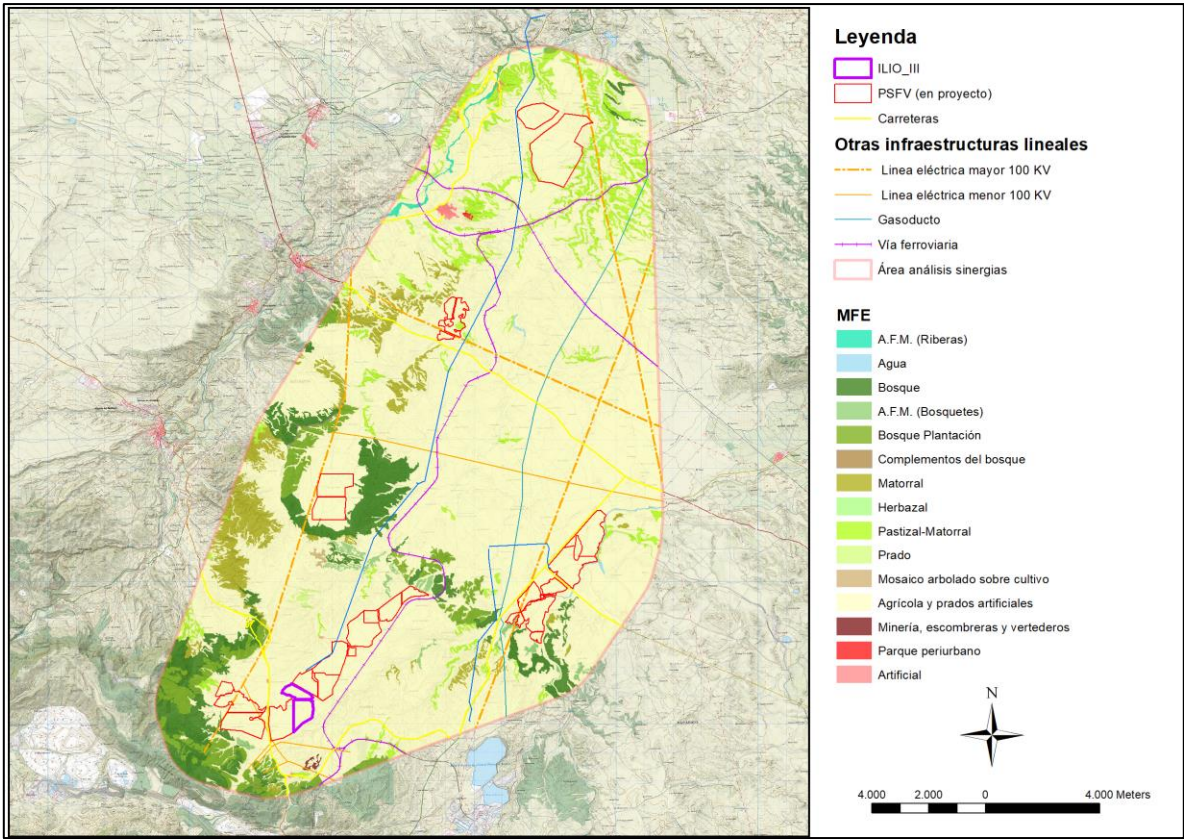 Leyenda
ILIO_III
PSFV (en proyecto)
Carreteras
Otras infraestructuras lineales
Linea eléctrica mayor 100 KV
Linea eléctrica menor 100 KV
Gasoducto
Vía ferroviaria
Área análisis sinergias
MFE
A.F.M. (Riberas)
Agua
Bosque
A.F.M. (Bosquetes)
Bosque Plantación
Complementos del bosque
Matorral
Herbazal
Pastizal-Matorral
Prado
Mosaico arbolado sobre cultivo
Agrícola y prados artificiales
Minería, escombreras y vertederos
Parque periurbano
Artificial
N
4.000 2.000 0 4.000 Meters